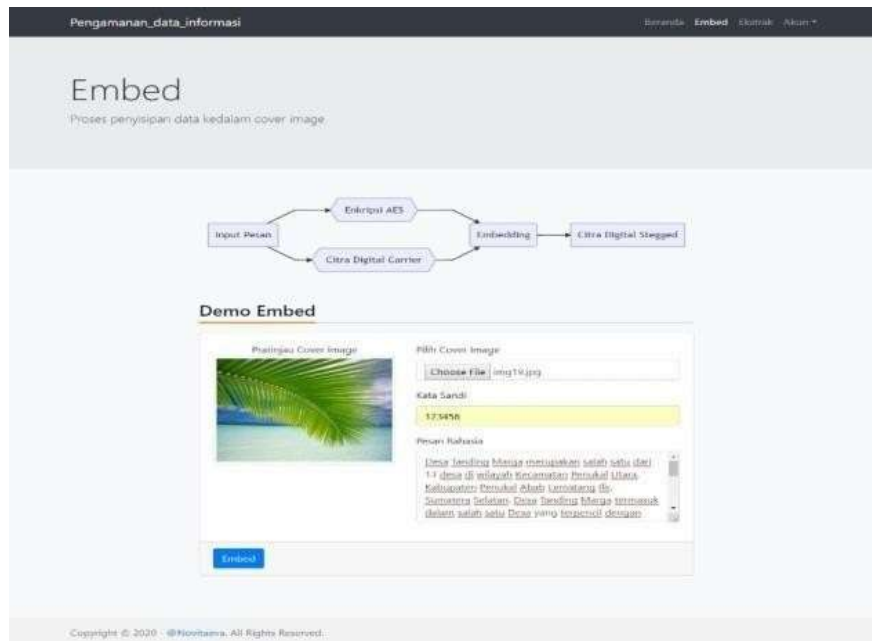 Pengamanan_data_informasi
Beranda Embed Ekstrak Akun
Embed
Proses penyisipan data kedalam cover image
Enkripsi AES
Input Pesan Embedding Citra Digital Stegged
Citra Digital Carrier
Demo Embed
Pratinjau Cover Image
Pilih Cover Image
Choose File img19.jpg
Kata Sandi
123456
Pesan Rahasia
Desa Tanding Marga merupakan salah satu dari
13 desa di wilayah Kecamatan Penukal Utara,
Kabupaten Penukal Abab Lematang Ilir,
Sumatera Selatan. Desa Tanding Marga termasuk
dalam salah satu Desa yang terpencil dengan
Embed
Copyright © 2020 - All Rights Reserved.